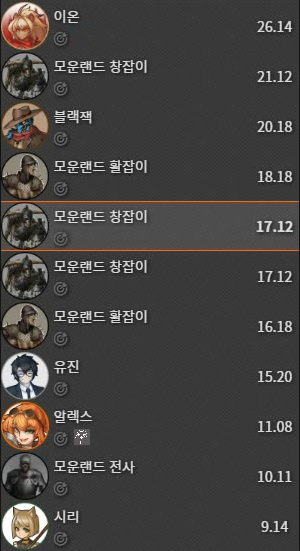 이온
26.14
모운랜드 창잡이
21.12
블랙잭
20.18
모운랜드 활잡이
18.18
모운랜드 창잡이
17.12
모운랜드 창잡이
17.12
모운랜드 활잡이
16.18
유진
15.20
알렉스
11.08
모운랜드 전사
10.11
시리
9.14